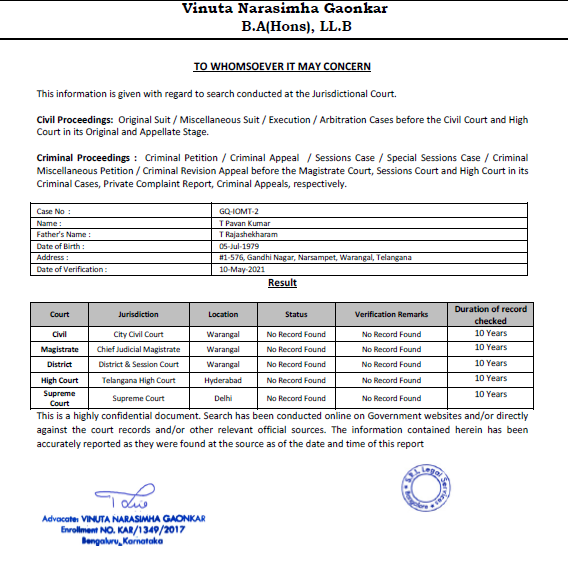 Vinuta Narasimha Gaonkar
B.A(Hons), LL.B
TO WHOMSOEVER IT MAY CONCERN
This information is given with regard to search conducted at the Jurisdictional Court.
Civil Proceedings: Original Suit / Miscellaneous Suit / Execution / Arbitration Cases before the Civil Court and High
Court in its Original and Appellate Stage.
Criminal Proceedings : Criminal Petition / Criminal Appeal / Sessions Case / Special Sessions Case / Criminal
Miscellaneous Petition / Criminal Revision Appeal before the Magistrate Court, Sessions Court and High Court in its
Criminal Cases, Private Complaint Report, Criminal Appeals, respectively.
Case No : GQ-IOMT-2
Name : T Pavan Kumar
Father's Name : T Rajashekharam
Date of Birth : 05-Jul-1979
Address : #1-576, Gandhi Nagar, Narsampet, Warangal, Telangana
Date of Verification : 10-May-2021
Result
Court Jurisdiction Location Status Verification Remarks Duration of record checked
Civil City Civil Court Warangal No Record Found No Record Found 10 Years
Magistrate Chief Judicial Magistrate Warangal No Record Found No Record Found 10 Years
District District & Session Court Warangal No Record Found No Record Found 10 Years
High Court Telangana High Court Hyderabad No Record Found No Record Found 10 Years
Supreme Court Supreme Court Delhi No Record Found No Record Found 10 Years
This is a highly confidential document. Search has been conducted online on Government websites and/or directly
against the court records and/or other relevant official sources. The information contained herein has been
accurately reported as they were found at the source as of the date and time of this report
Advocate: VINUTA NARASIMHA GAONKAR
Enrollment NO. KAR/1349/2017
Bengaluru, Karnataka
Legal Services